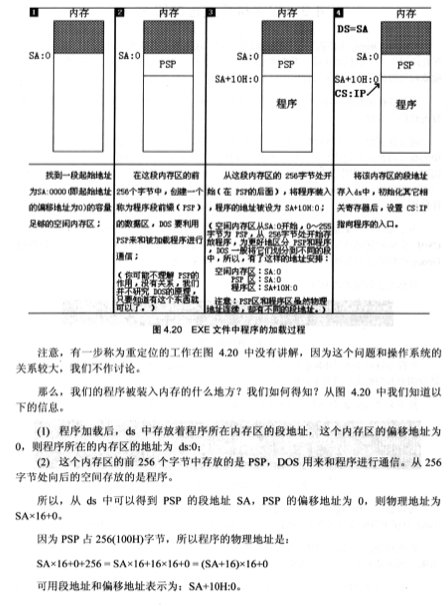 1 内存
2 内存
3 内存
4 内存
SA:0
SA:0
PSP
SA:0
PSP
SA+10H:0
程序
DS=SA
SA:0
PSP
SA+10H:0
CS:IP
程序
找到一段起始地址
为SA:0000(即起始地址
的偏移地址为0)的容量
足够的空闲内存区；
在这段内存区的前
256个字节中，创建一个
称为程序段前缀（PSP）
的数据区，DOS 要利用
PSP来和被加载程序进行
通信；
（你可能不理解 PSP的
作用，没有关系，我们
并不研究 DOS的原理，
只要知道有这个东西就
可以了。）
从这段内存区的 256字节处开
始（在 PSP的后面），将程序装入
，程序的地址被设为 SA+10H:0；
（空闲内存区从SA:0开始，0～255
字节为 PSP，从 256字节处开始存
放程序，为更好地区分 PSP和程序
，DOS 一般将它们划分到不同的段
中，所以，有了这样的地址安排：
空闲内存区：SA:0
PSP 区：SA:0
程序区：SA+10H:0
注意：PSP区和程序区虽然物理
地址连续，却有不同的段地址。）
将该内存区的段地址
存入ds中，初始化其它相
关寄存器后，设置 CS:IP
指向程序的入口。
图 4.20 EXE 文件中程序的加载过程
注意，有一步称为重定位的工作在图 4.20 中没有讲解，因为这个问题和操作系统的
关系较大，我们不作讨论。
那么，我们的程序被装入内存的什么地方？我们如何得知？从图 4.20 中我们知道以
下的信息。
(1) 程序加载后，ds 中存放着程序所在内存区的段地址，这个内存区的偏移地址为
0，则程序所在的内存区的地址为 ds:0；
(2) 这个内存区的前 256 个字节中存放的是 PSP，DOS 用来和程序进行通信。从 256
字节处向后的空间存放的是程序。
所以，从 ds 中可以得到 PSP 的段地址 SA，PSP 的偏移地址为 0，则物理地址为
SA×16+0。
因为 PSP 占 256(100H)字节，所以程序的物理地址是：
SA×16+0+256 = SA×16+16×16+0 = (SA+16)×16+0
可用段地址和偏移地址表示为：SA+10H:0。